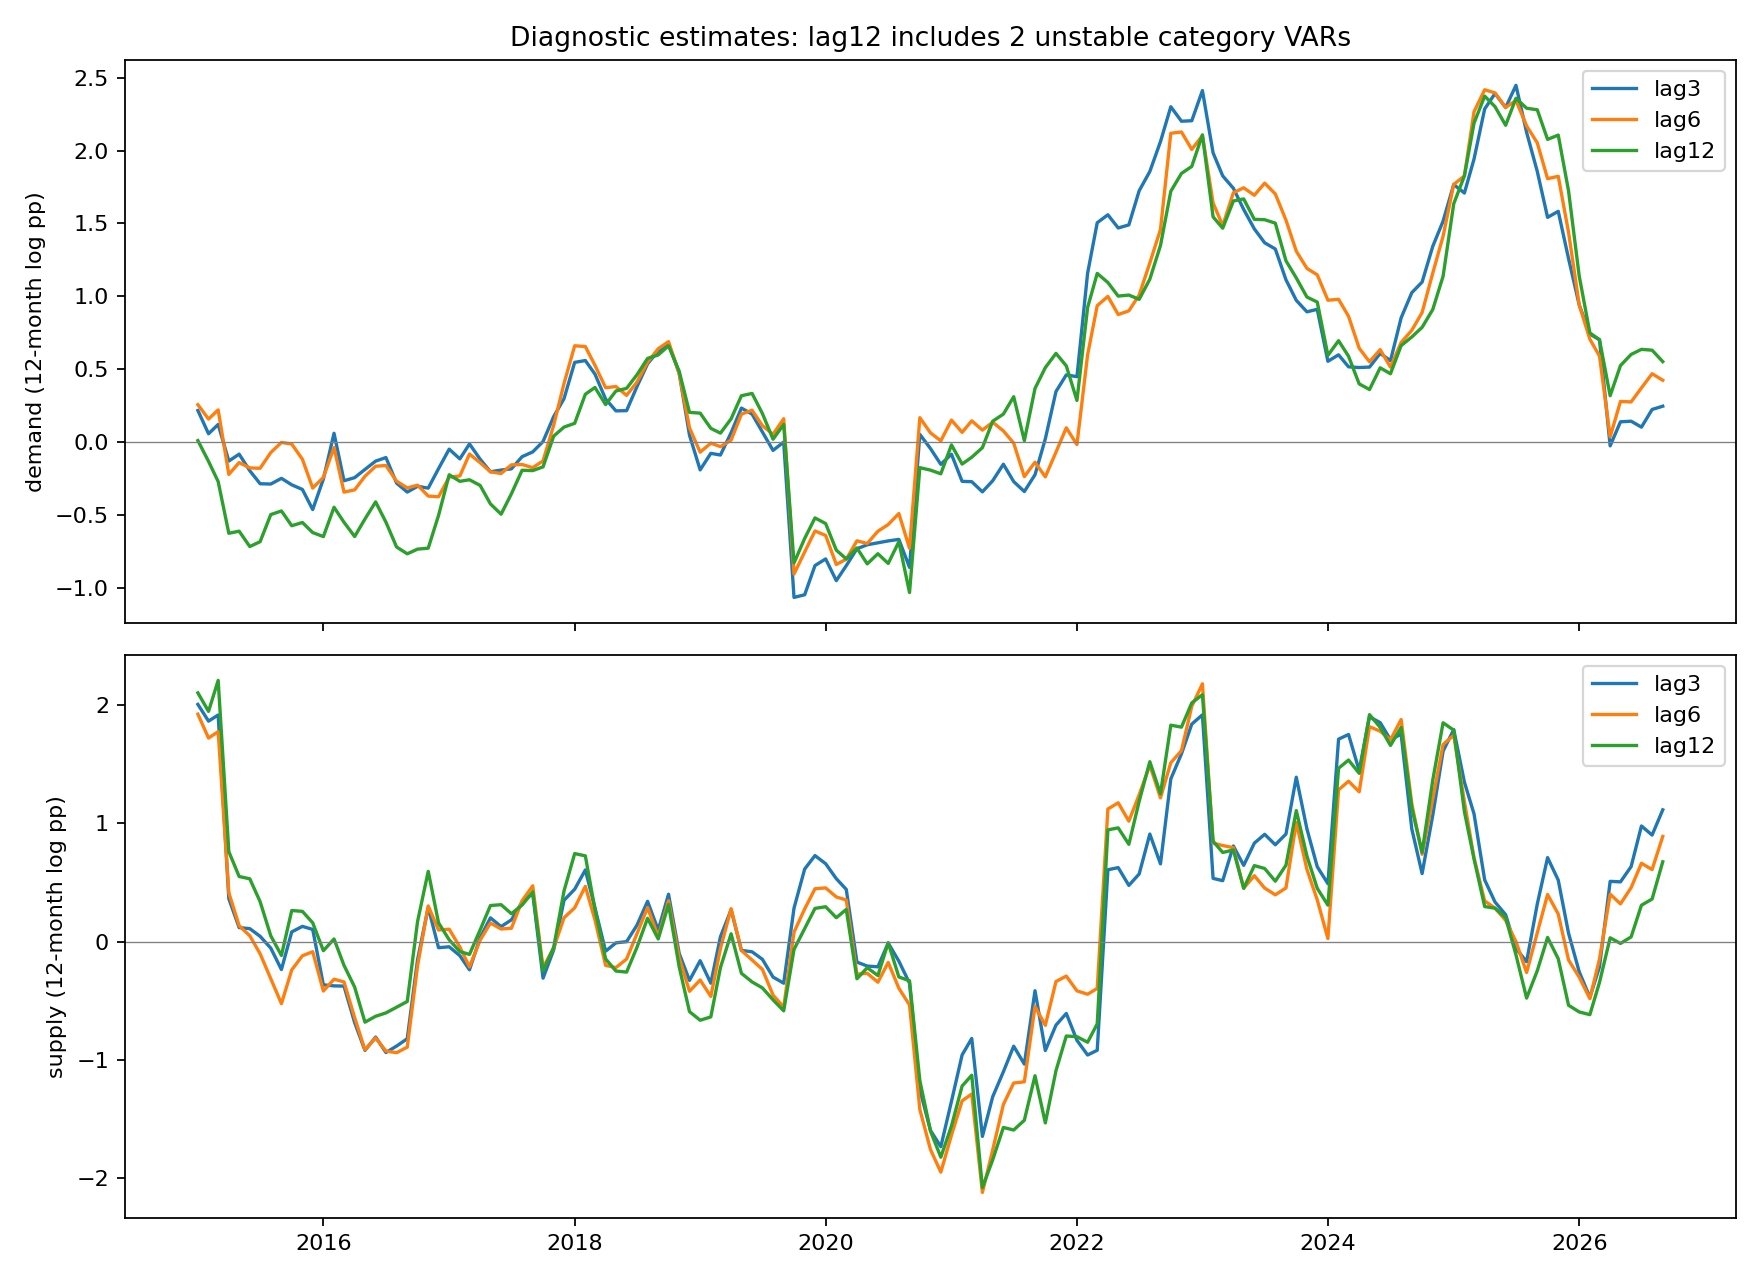 Diagnostic estimates: lag12 includes 2 unstable category VARs
demand (12-month log pp)
2.5
2.0
1.5
1.0
0.5
0.0
−0.5
−1.0
lag3
lag6
lag12
supply (12-month log pp)
2
1
0
−1
−2
lag3
lag6
lag12
2016 2018 2020 2022 2024 2026